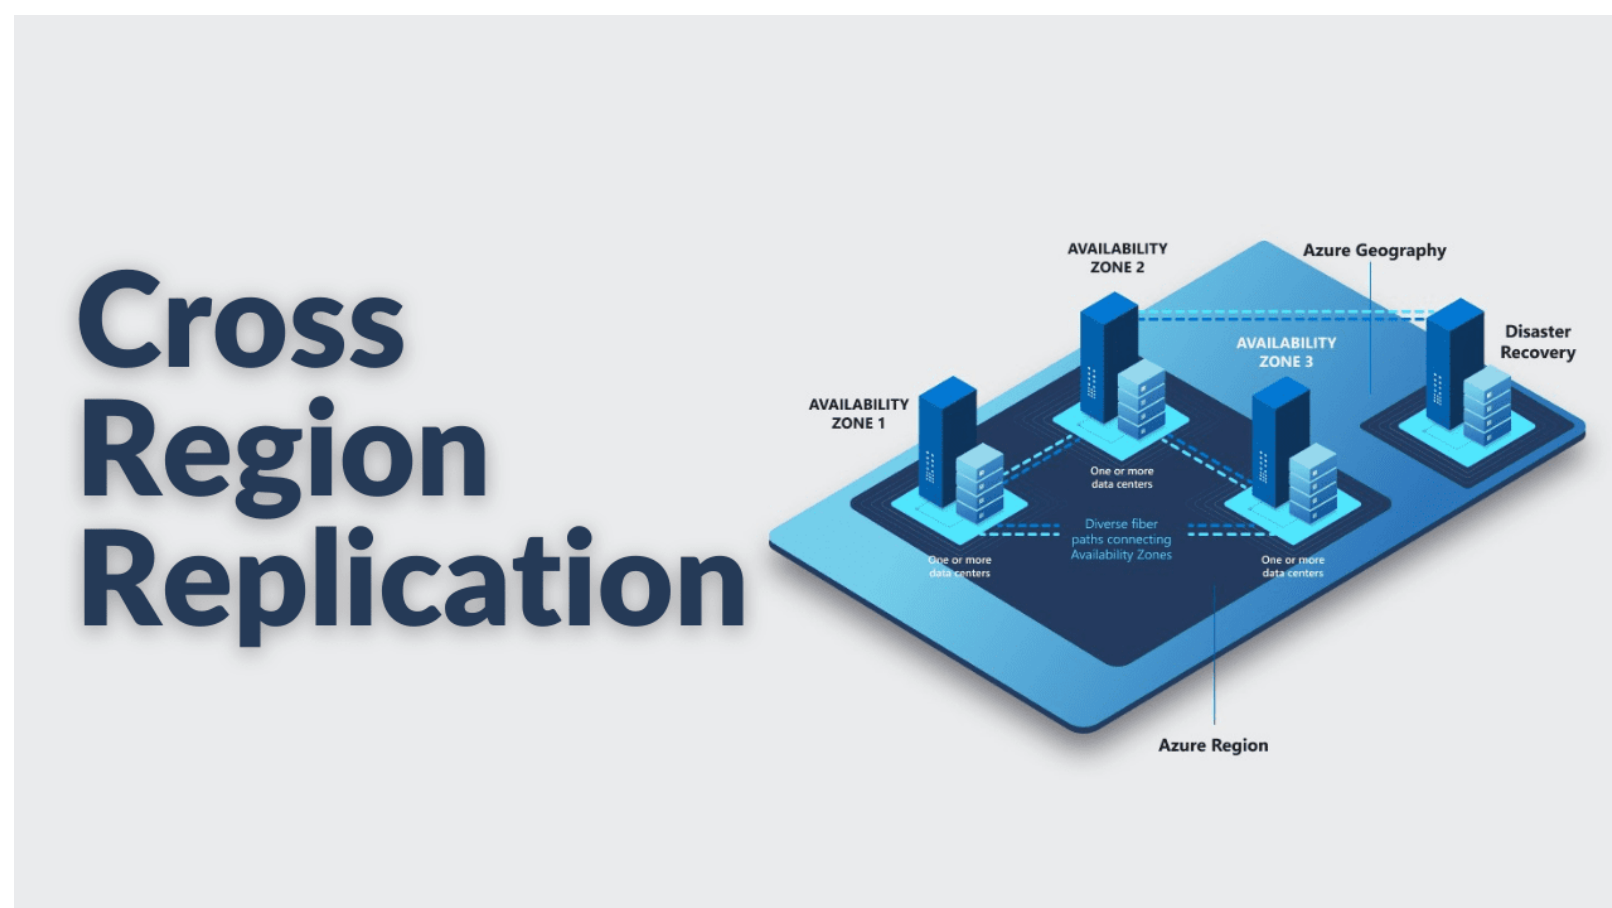 Cross
Region
Replication
AVAILABILITY
ZONE 2
Azure Geography
Disaster
Recovery
AVAILABILITY
ZONE 3
AVAILABILITY
ZONE 1
One or more
data centers
Diverse fiber
paths connecting
Availability Zones
One or more
data centers
One or more
data centers
Azure Region